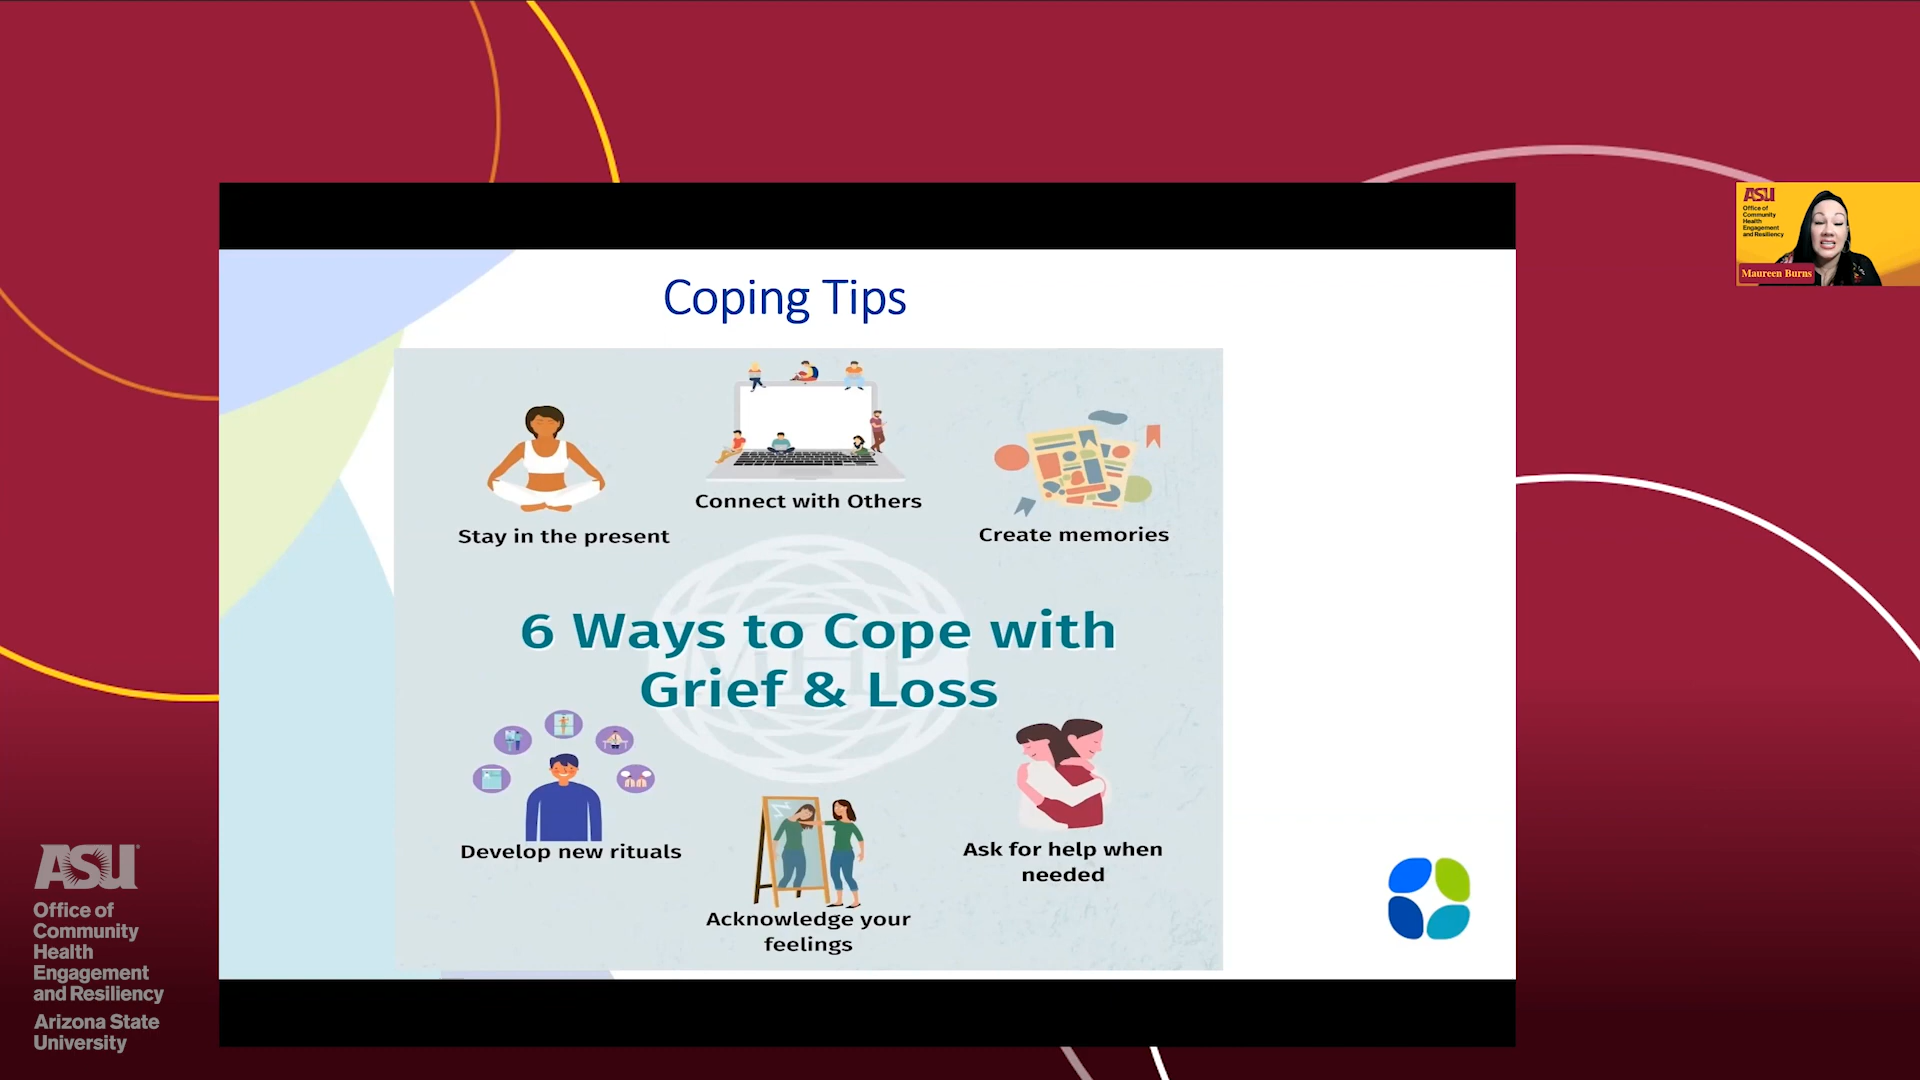 Coping Tips
Stay in the present
Connect with Others
Create memories
6 Ways to Cope with
Grief & Loss
MHP
Develop new rituals
Acknowledge your
feelings
Ask for help when
needed
ASU
Office of
Community
Health
Engagement
and Resiliency
Maureen Burns
ASU
Office of
Community
Health
Engagement
and Resiliency
Arizona State
University